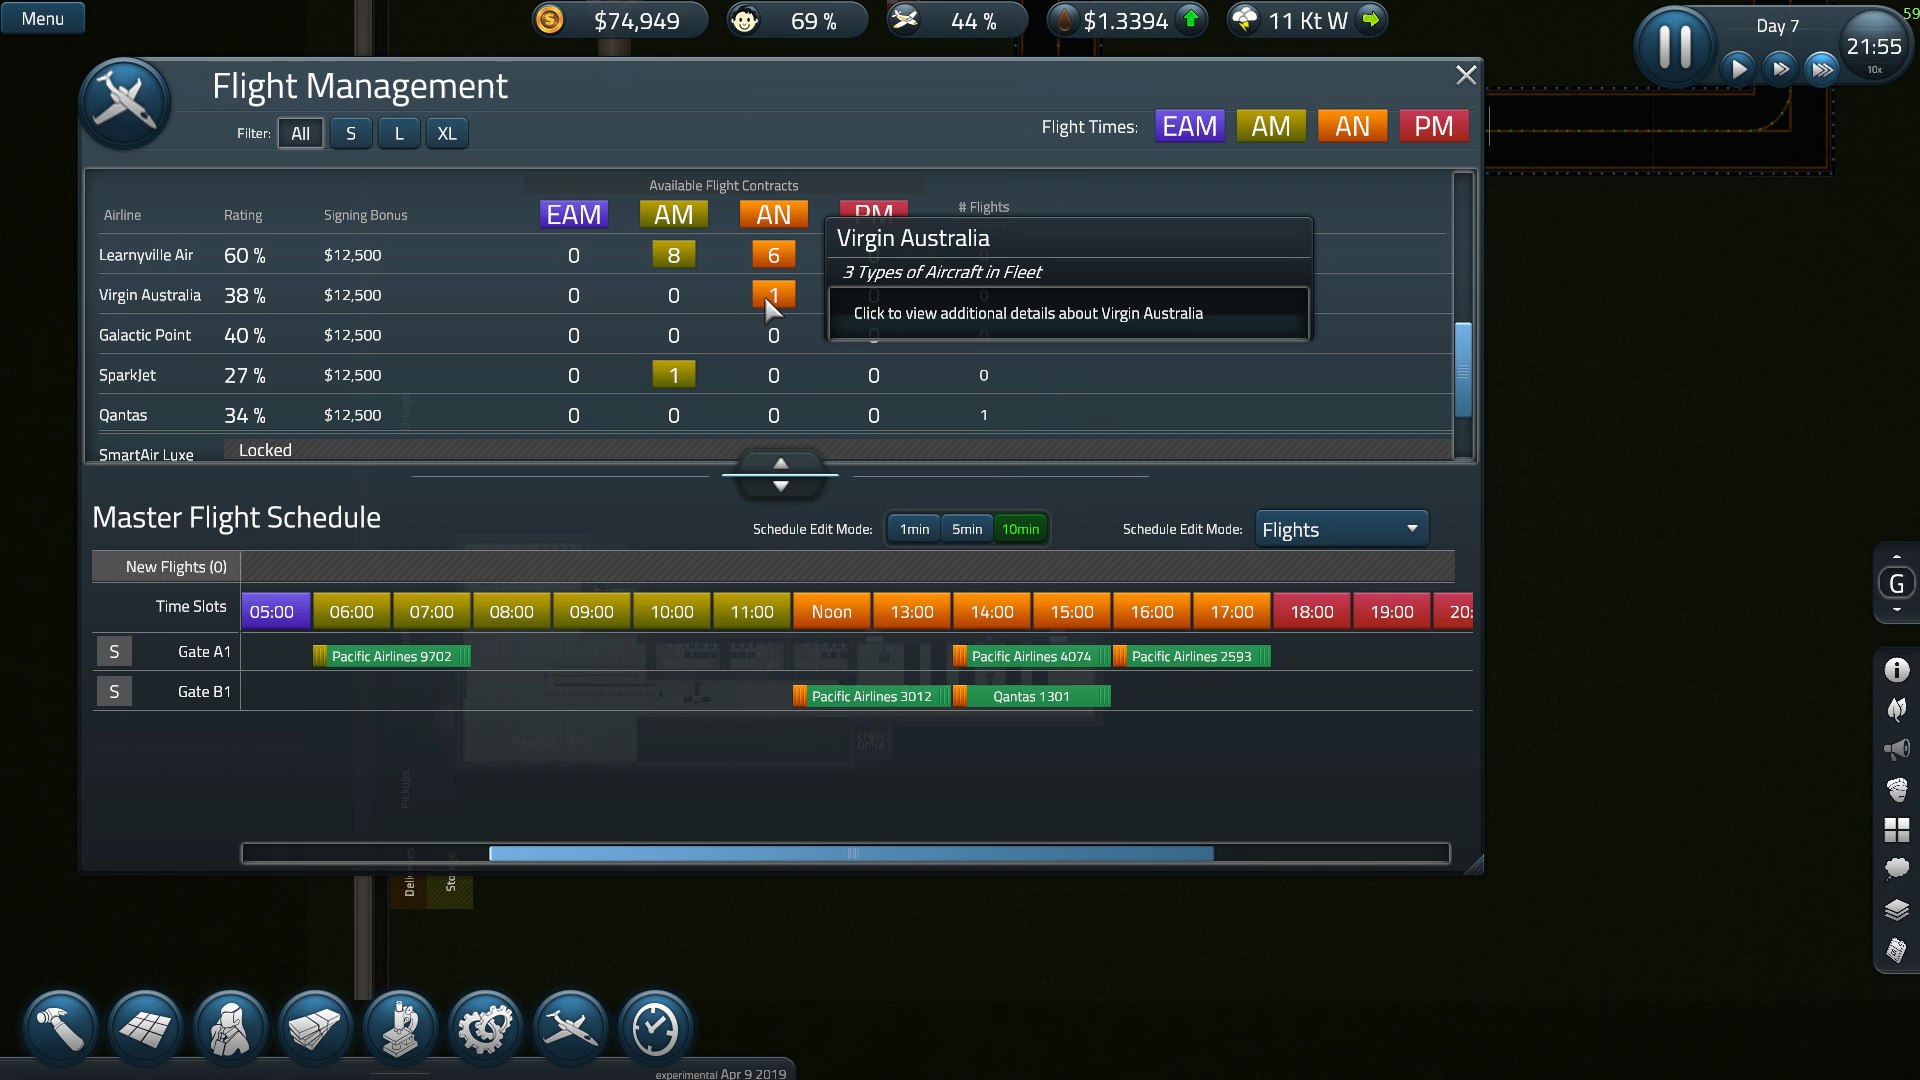 Menu
$74,949
69 %
44 %
$1.3394
11 Kt W
59
Day 7
21:55
10x
Flight Management
Filter: All S L XL
Flight Times: EAM AM AN PM
Available Flight Contracts
Airline Rating Signing Bonus EAM AM AN PM # Flights
Learnyville Air 60 % $12,500 0 8 6
Virgin Australia 38 % $12,500 0 0 1 0 0
Galactic Point 40 % $12,500 0 0 0 0 0
SparkJet 27 % $12,500 0 1 0 0 0
Qantas 34 % $12,500 0 0 0 0 1
SmartAir Luxe Locked
Virgin Australia
3 Types of Aircraft in Fleet
Click to view additional details about Virgin Australia
Master Flight Schedule
Schedule Edit Mode: 1min 5min 10min
Schedule Edit Mode: Flights
New Flights (0)
Time Slots 05:00 06:00 07:00 08:00 09:00 10:00 11:00 Noon 13:00 14:00 15:00 16:00 17:00 18:00 19:00 20:
S Gate A1 Pacific Airlines 9702 Pacific Airlines 4074 Pacific Airlines 2593
S Gate B1 Pacific Airlines 3012 Qantas 1301
Pickups
G
experimental Apr 9 2019